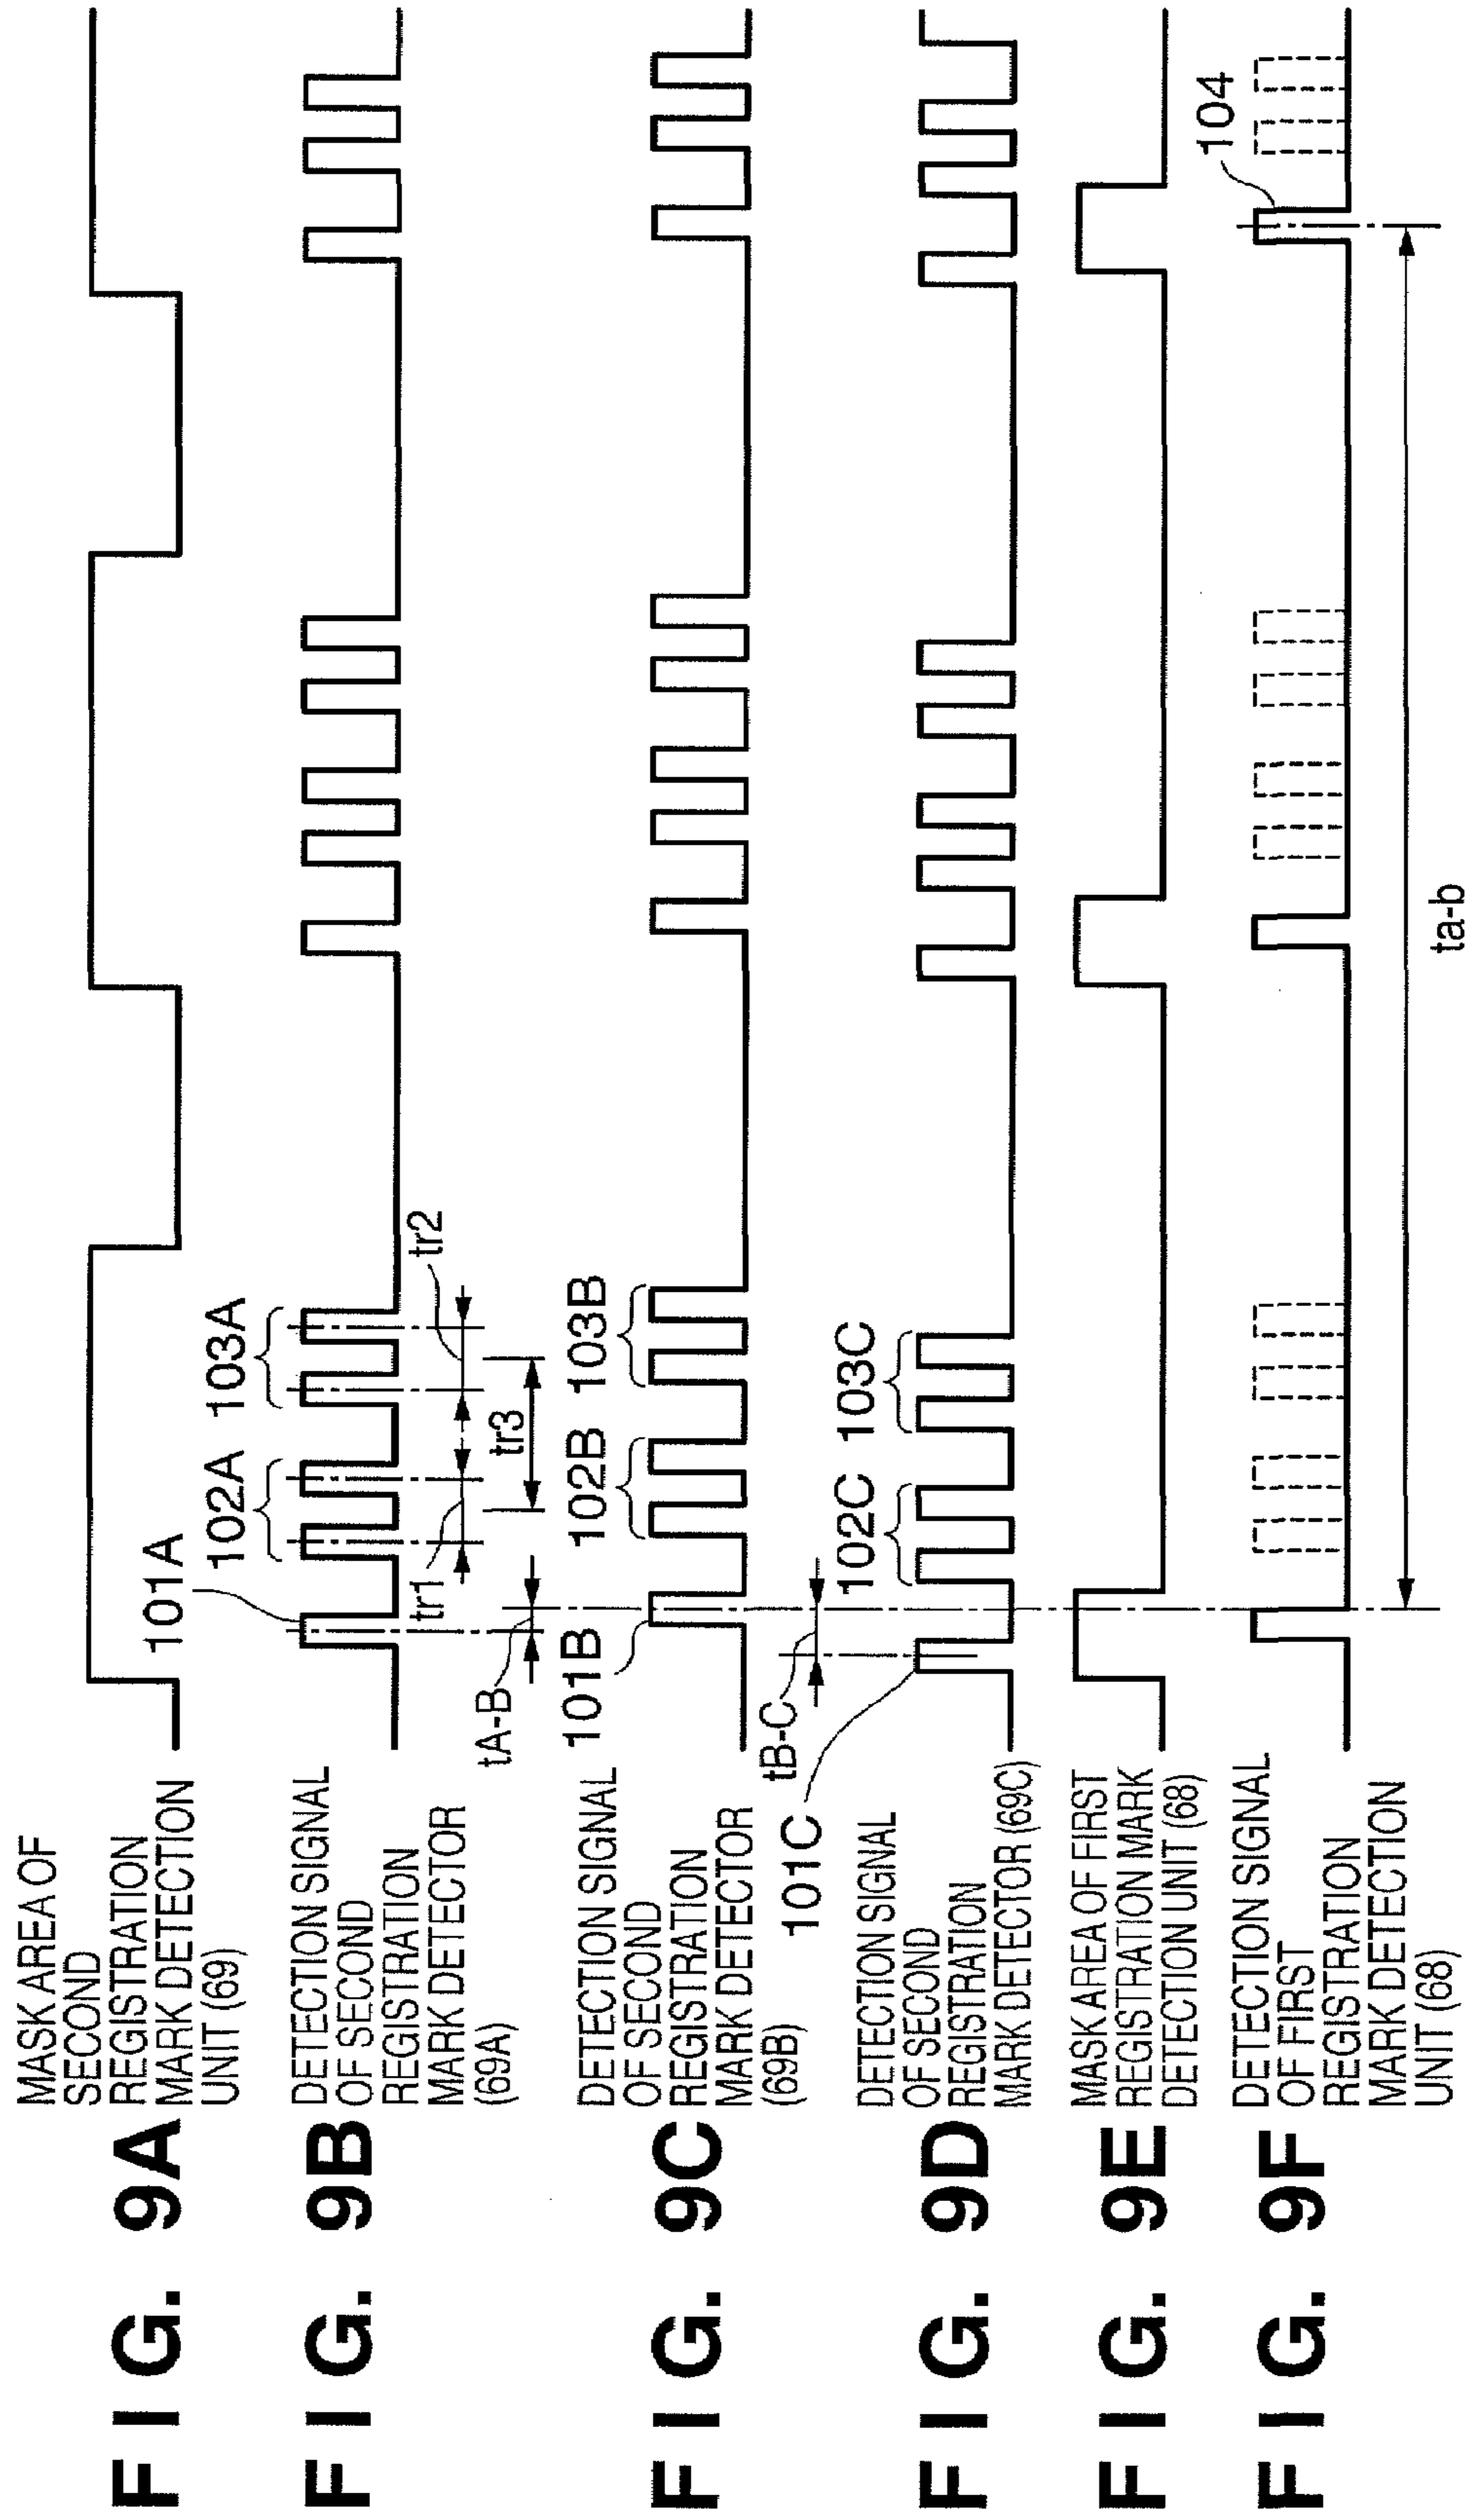 FIG. 9A
MASK AREA OF
SECOND
REGISTRATION
MARK DETECTION
UNIT (69)
FIG. 9B
DETECTION SIGNAL
OF SECOND
REGISTRATION
MARK DETECTOR
(69A)
101A
102A
103A
tr1
tr2
tr3
tA-B
FIG. 9C
DETECTION SIGNAL
OF SECOND
REGISTRATION
MARK DETECTOR
(69B)
101B
102B
103B
tB-C
FIG. 9D
DETECTION SIGNAL
OF SECOND
REGISTRATION
MARK DETECTOR (69C)
101C
102C
103C
FIG. 9E
MASK AREA OF FIRST
REGISTRATION MARK
DETECTION UNIT (68)
FIG. 9F
DETECTION SIGNAL
OF FIRST
REGISTRATION
MARK DETECTION
UNIT (68)
104
ta-b